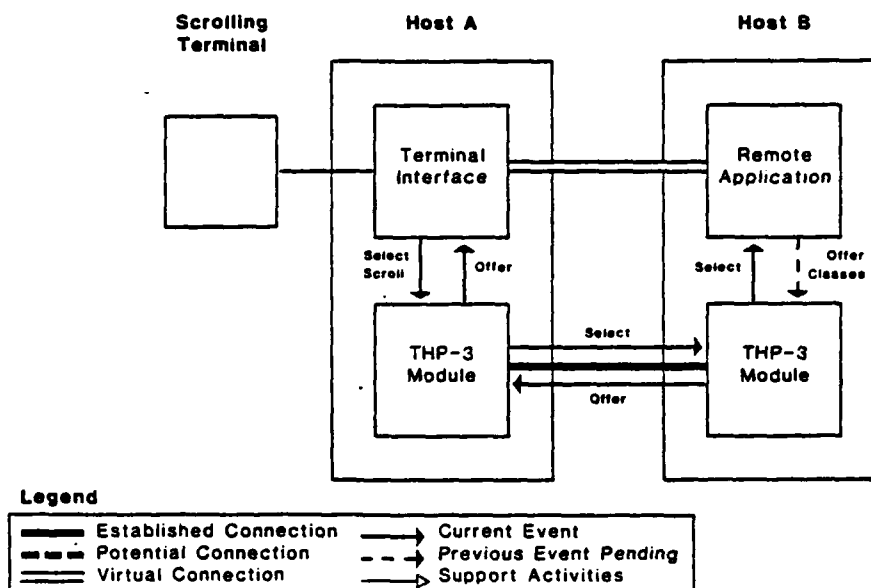 Scrolling
Terminal
Host A
Host B
Terminal
Interface
Remote
Application
Select
Scroll
Offer
Select
Offer
Classes
THP-3
Module
Select
Offer
THP-3
Module
Legend
Established Connection
Potential Connection
Virtual Connection
Current Event
Previous Event Pending
Support Activities